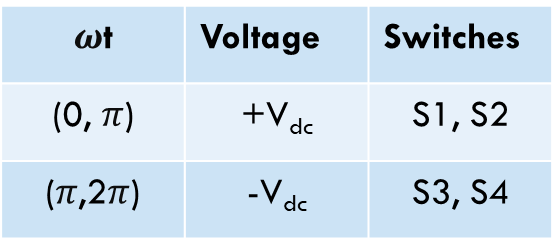 ωt Voltage Switches
(0, π) +Vdc S1, S2
(π,2π) -Vdc S3, S4